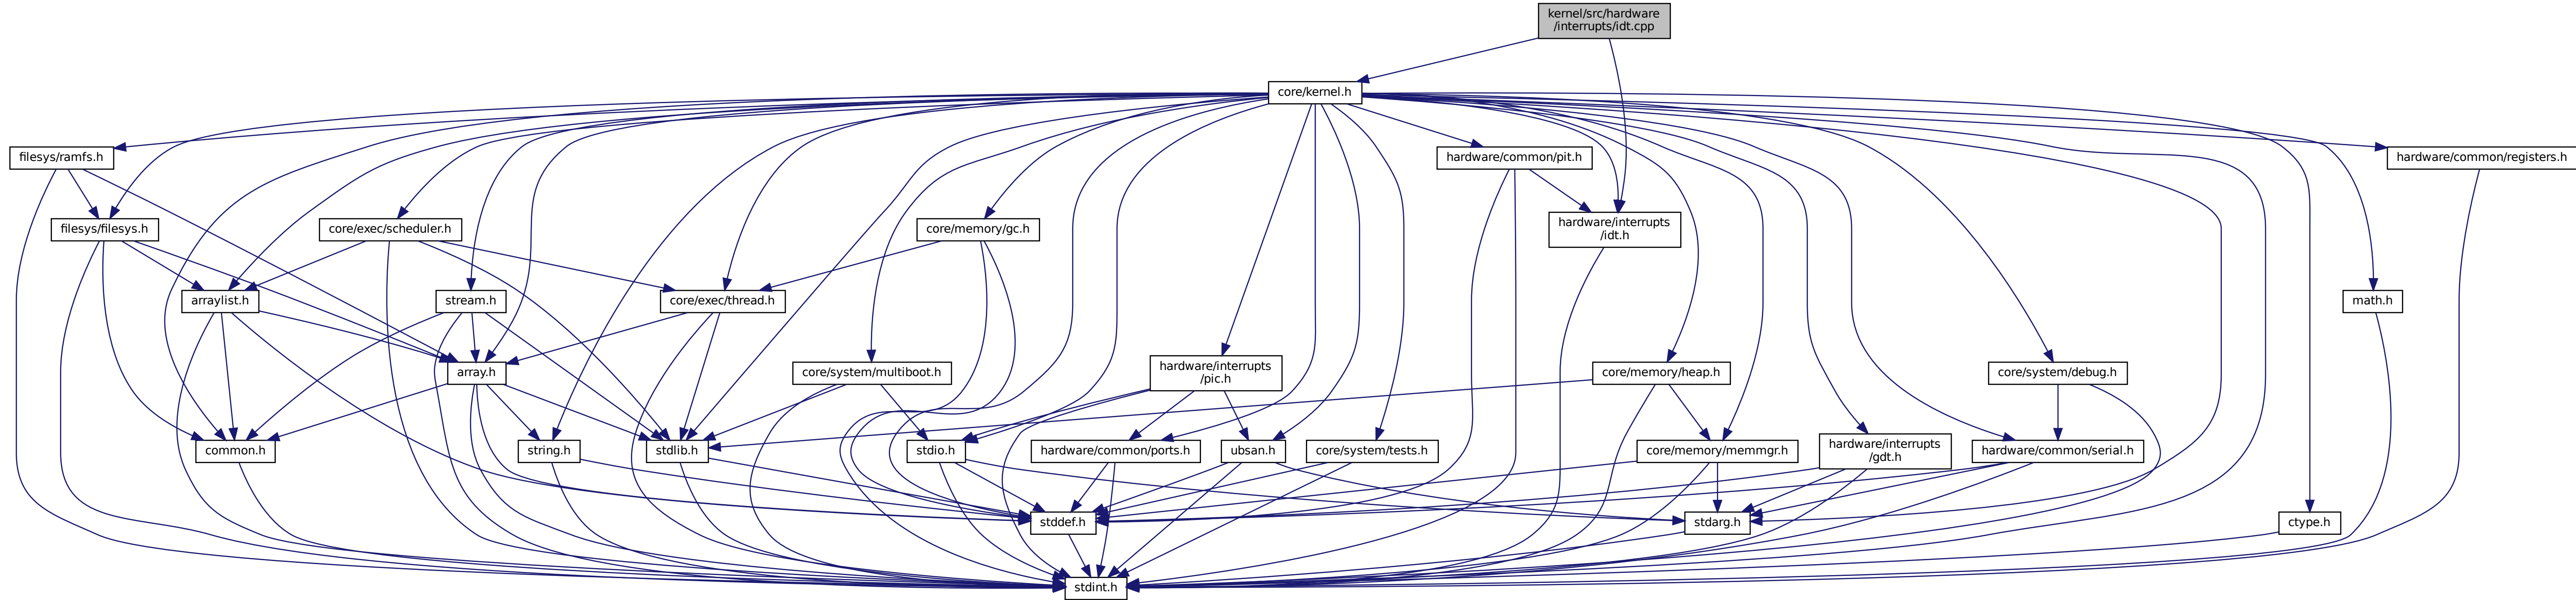 kernel/src/hardware
/interrupts/idt.cpp
core/kernel.h
filesys/ramfs.h
hardware/common/pit.h
hardware/common/registers.h
filesys/filesys.h
core/exec/scheduler.h
core/memory/gc.h
hardware/interrupts
/idt.h
arraylist.h
stream.h
core/exec/thread.h
math.h
array.h
core/system/multiboot.h
hardware/interrupts
/pic.h
core/memory/heap.h
core/system/debug.h
common.h
string.h
stdlib.h
stdio.h
hardware/common/ports.h
ubsan.h
core/system/tests.h
core/memory/memmgr.h
hardware/interrupts
/gdt.h
hardware/common/serial.h
stddef.h
stdarg.h
ctype.h
stdint.h